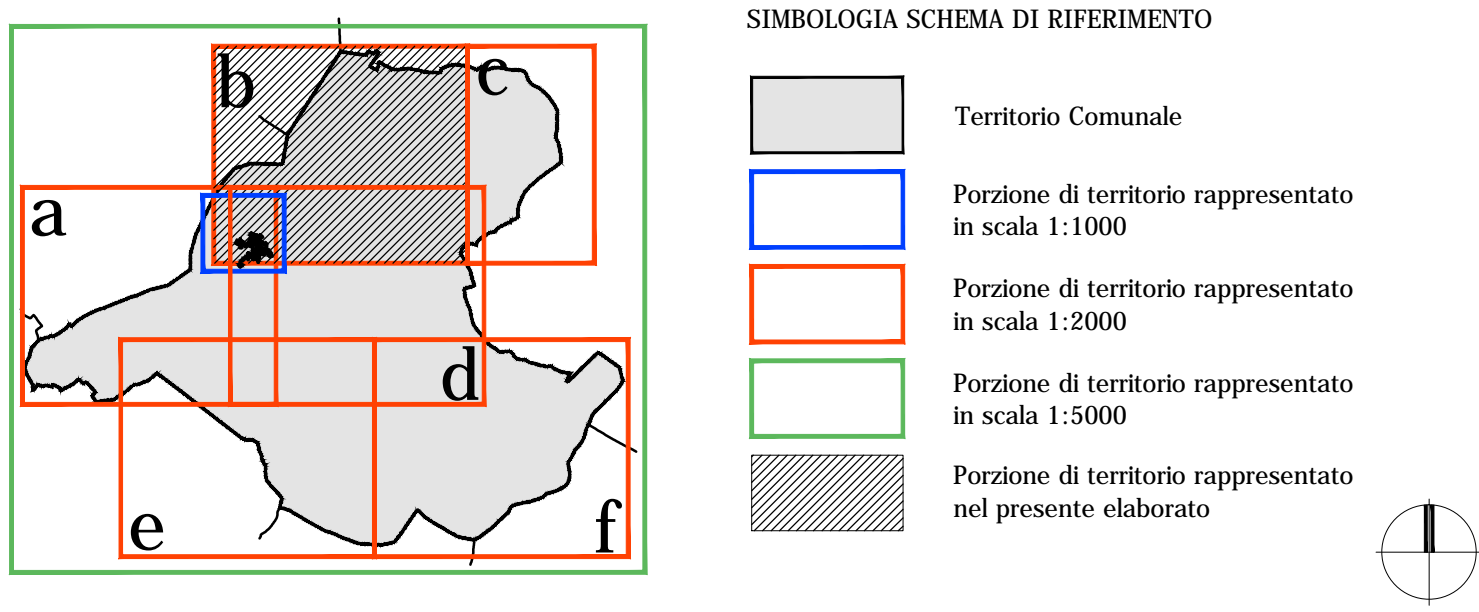 SIMBOLOGIA SCHEMA DI RIFERIMENTO
b
c
a
d
e
f
Territorio Comunale
Porzione di territorio rappresentato
in scala 1:1000
Porzione di territorio rappresentato
in scala 1:2000
Porzione di territorio rappresentato
in scala 1:5000
Porzione di territorio rappresentato
nel presente elaborato